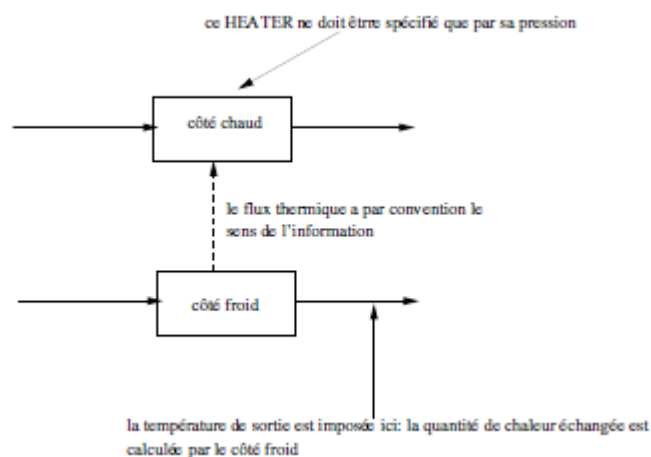 ce HEATER ne doit êtrre spécifié que par sa pression
côté chaud
le flux thermique a par convention le
sens de l'information
côté froid
la température de sortie est imposée ici: la quantité de chaleur échangée est
calculée par le côté froid